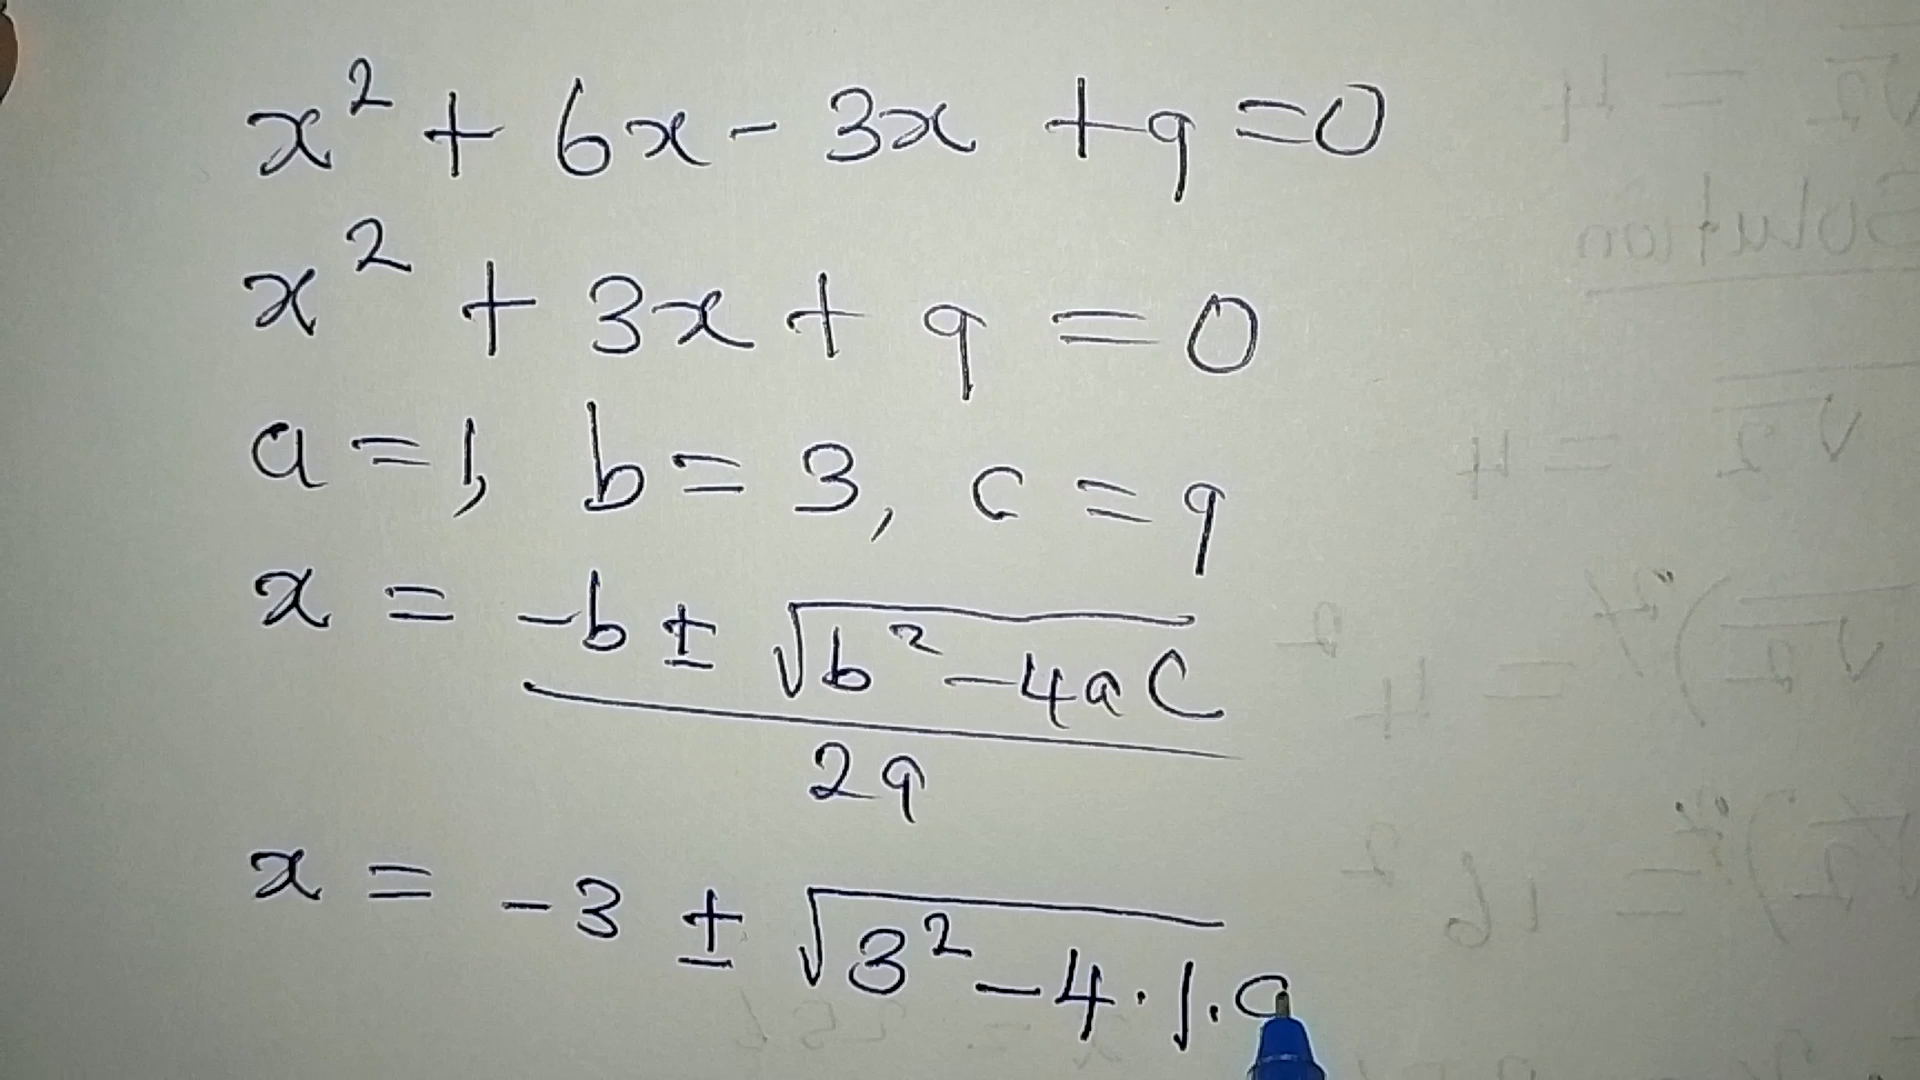 x² + 6x - 3x + 9 = 0
x² + 3x + 9 = 0
a = 1, b = 3, c = 9
x = -b ± √(b² - 4ac)
2a
x = -3 ± √(3² - 4·1·
Solution